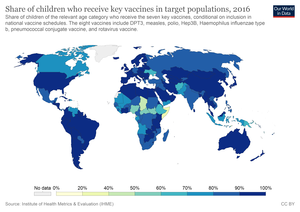 Share of children who receive key vaccines in target populations, 2016
Our World
in Data
Share of children of the relevant age category who receive the seven key vaccines, conditional on inclusion in
national vaccine schedules. The eight vaccines include DPT3, measles, polio, HepB, Haemophilus influenzae type
b, pneumococcal conjugate vaccine, and rotavirus vaccine.
No data 0% 10% 20% 30% 40% 50% 60% 70% 80% 90% 100%
Source: Institute of Health Metrics & Evaluation (IHME)
CC BY